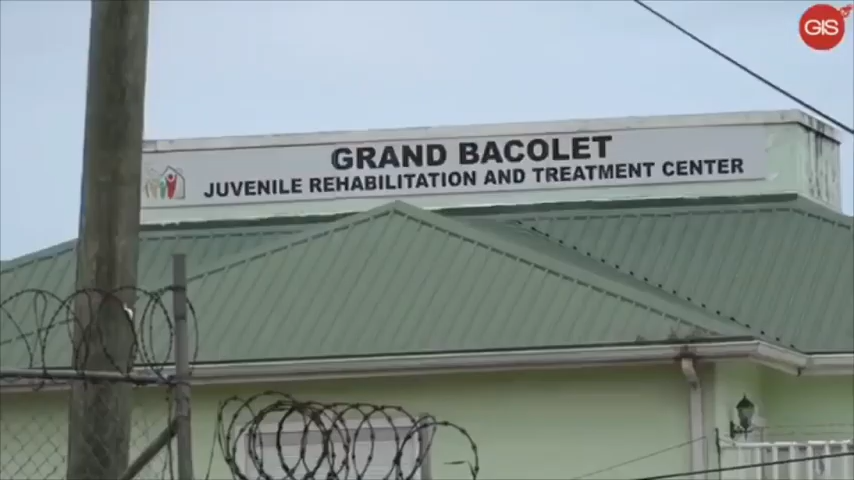 GIS
GRAND BACOLET
JUVENILE REHABILITATION AND TREATMENT CENTER